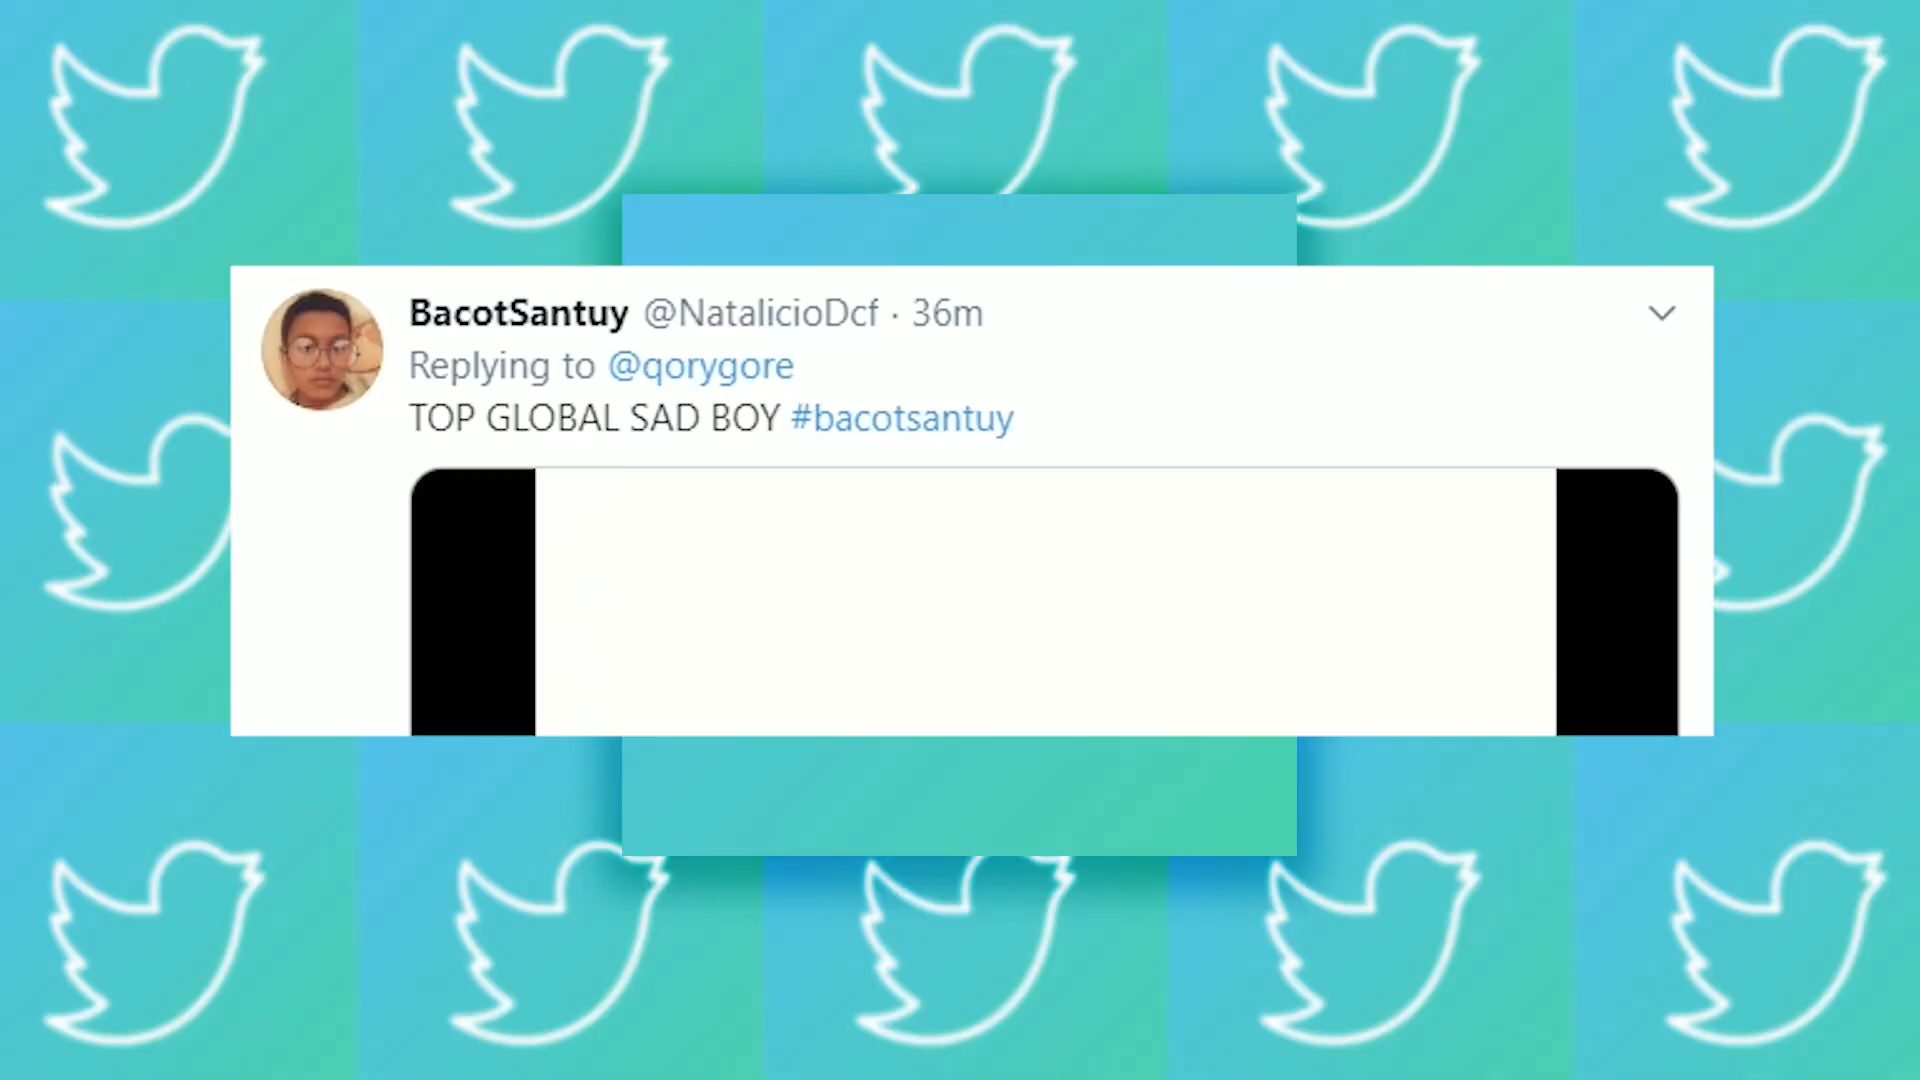 BacotSantuy @NatalicioDcf · 36m
Replying to @qorygore
TOP GLOBAL SAD BOY #bacotsantuy